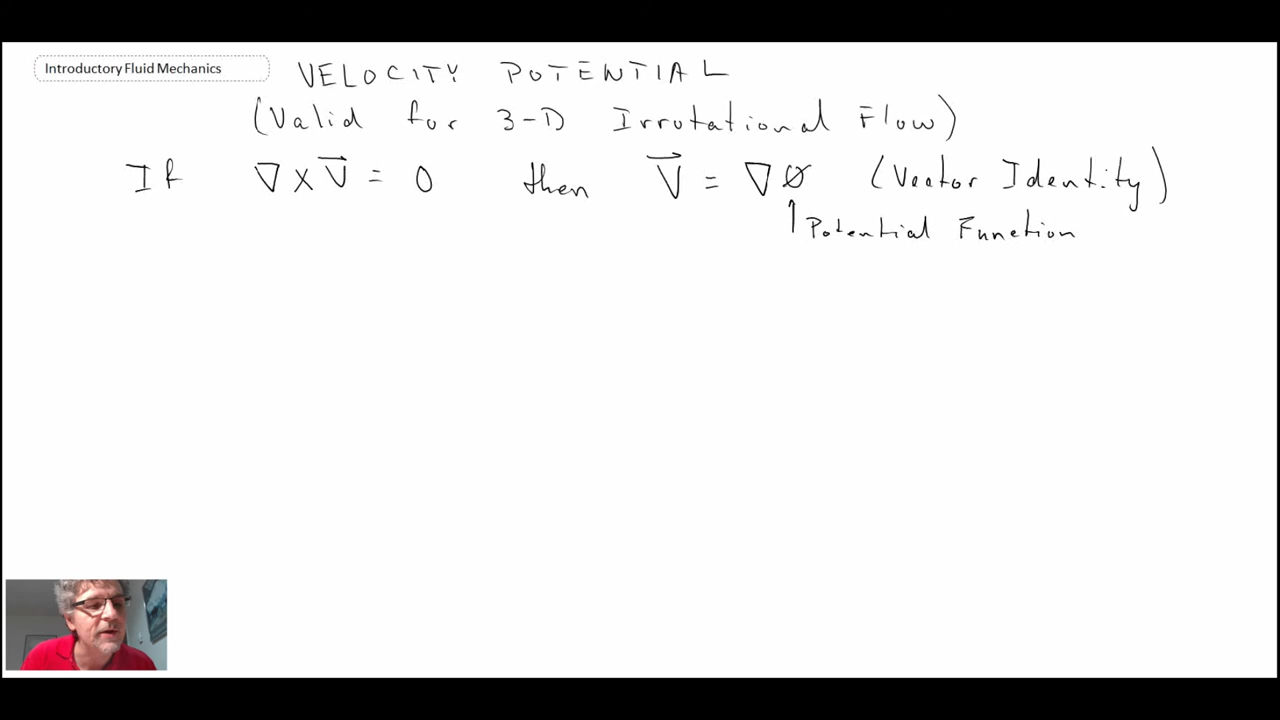 Introductory Fluid Mechanics
VELOCITY POTENTIAL
(Valid for 3-D Irrotational Flow)
If ∇ × V⃗ = 0 then V⃗ = ∇Ø (Vector Identity)
↑ Potential Function